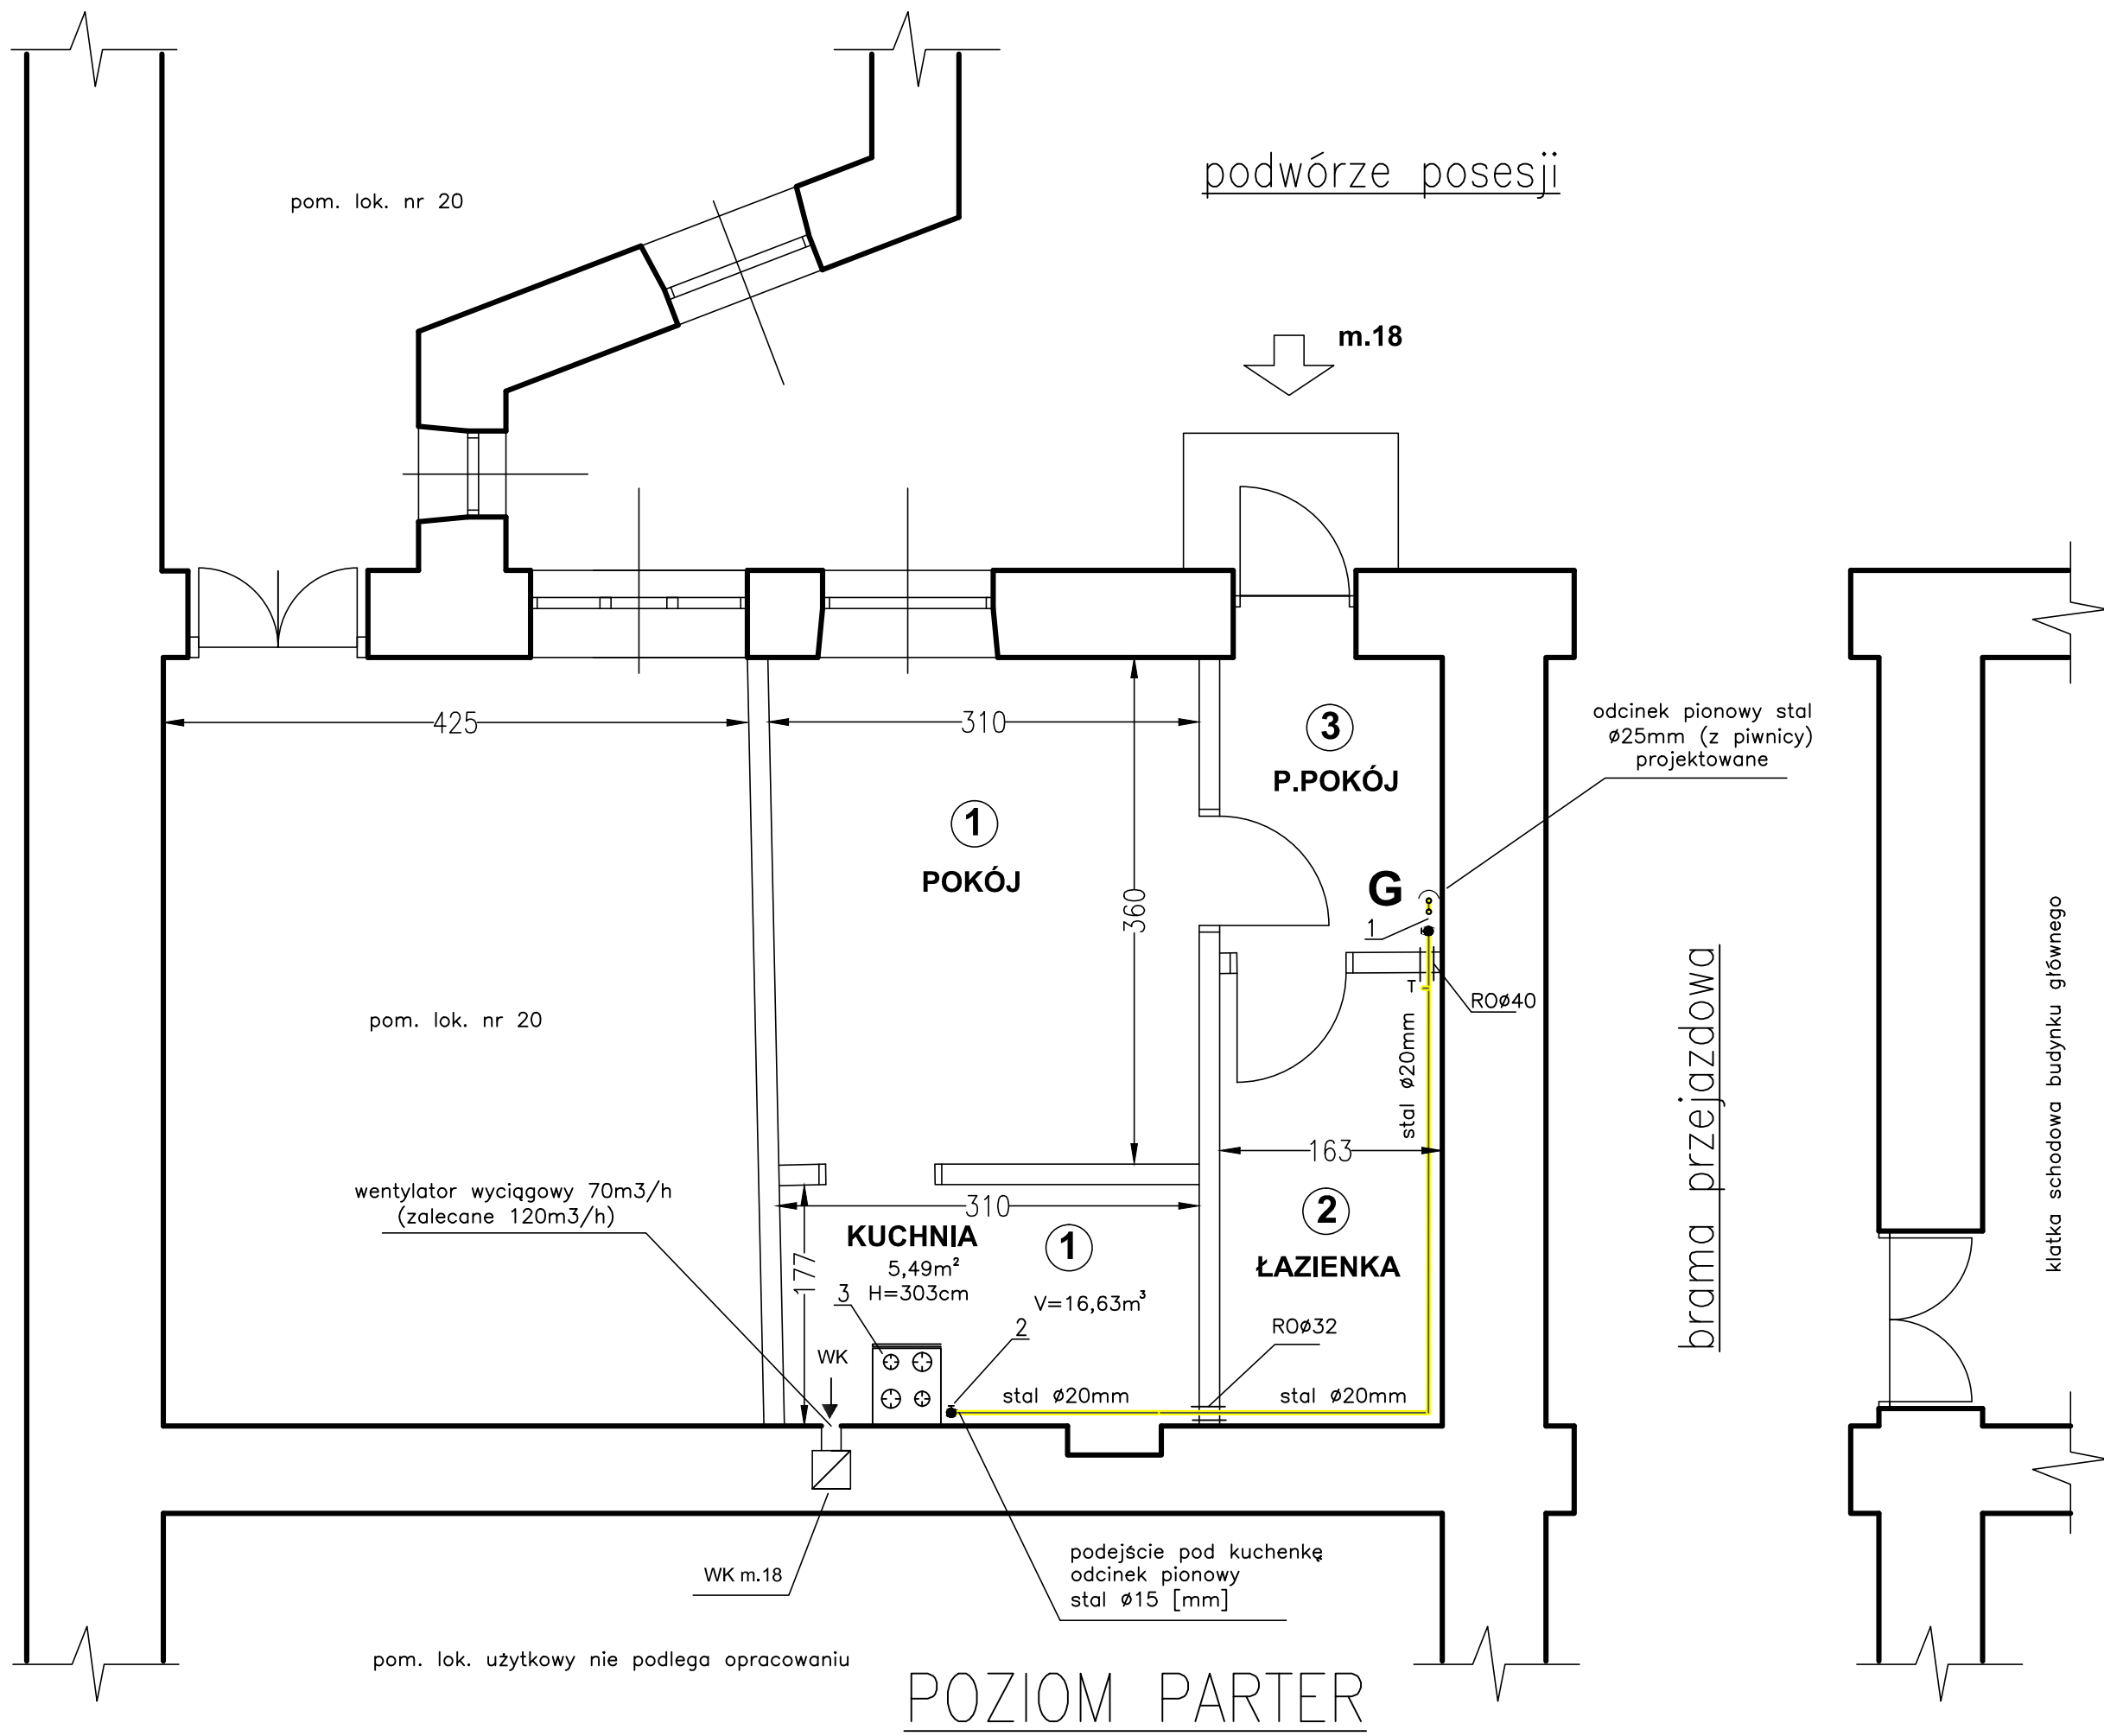 pom. lok. nr 20
podwórze posesji
m.18
425
310
3
P.POKÓJ
odcinek pionowy stal
ø25mm (z piwnicy)
projektowane
1
POKÓJ
360
G
1
T
ROø40
pom. lok. nr 20
stal ø20mm
163
brama przejazdowa
klatka schodowa budynku głównego
wentylator wyciągowy 70m3/h
(zalecane 120m3/h)
310
177
KUCHNIA
5,49m²
H=303cm
1
V=16,63m³
2
ŁAZIENKA
3
2
ROø32
WK
stal ø20mm
stal ø20mm
WK m.18
podejście pod kuchenkę
odcinek pionowy
stal ø15 [mm]
pom. lok. użytkowy nie podlega opracowaniu
POZIOM PARTER